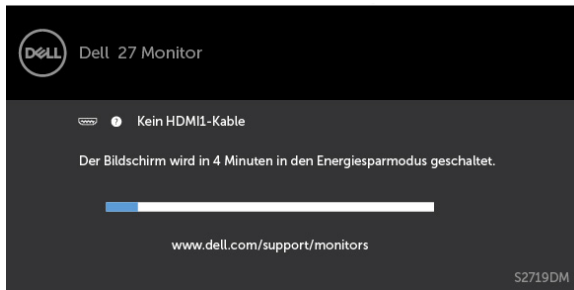 DELL
Dell 27 Monitor
? Kein HDMI1-Kable
Der Bildschirm wird in 4 Minuten in den Energiesparmodus geschaltet.
www.dell.com/support/monitors
S2719DM